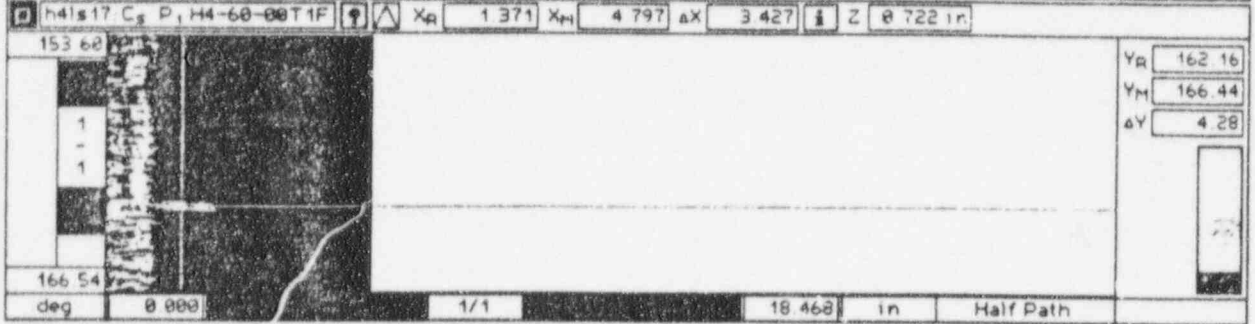 h4ls17: Cs P, H4-60-00T1F XR 1.371 XM 4.797 ΔX 3.427 i Z 0.722 in.
153.60
YR 162.16
YM 166.44
ΔY 4.28
1
-
1
166.54
deg 0.000 1/1 18.468 in Half Path